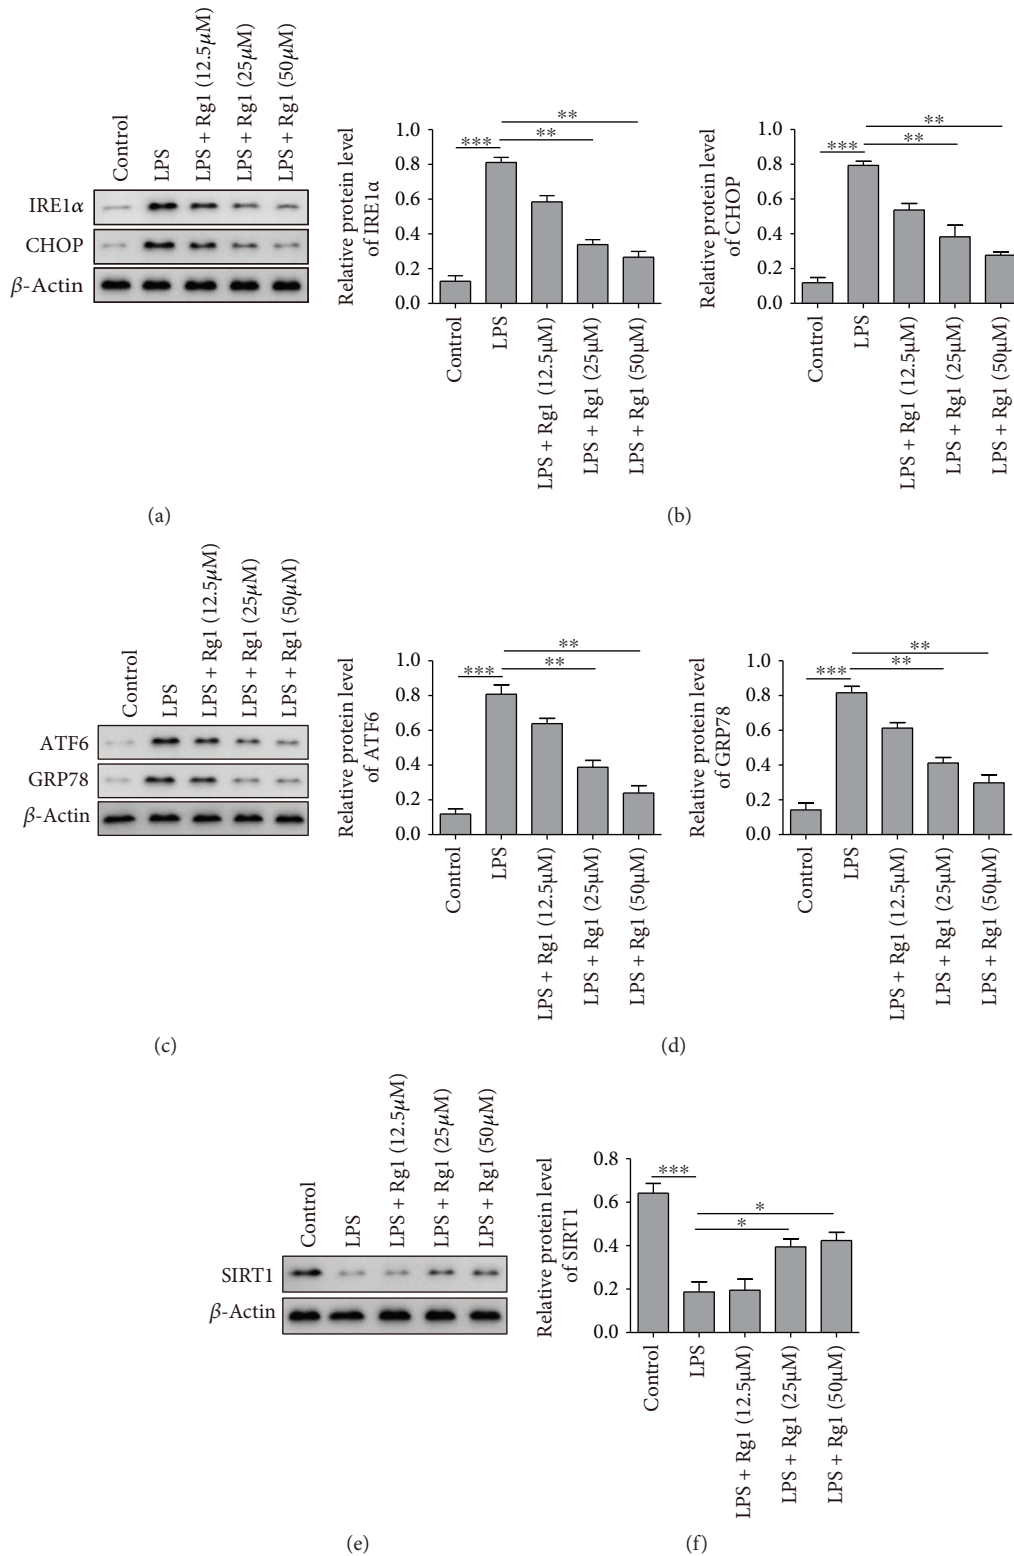 Control
LPS
LPS + Rg1 (12.5μM)
LPS + Rg1 (25μM)
LPS + Rg1 (50μM)
IRE1α
CHOP
β-Actin
(a)
Relative protein level
of IRE1α
1.0
0.8
0.6
0.4
0.2
0.0
***
**
**
Control
LPS
LPS + Rg1 (12.5μM)
LPS + Rg1 (25μM)
LPS + Rg1 (50μM)
Relative protein level
of CHOP
1.0
0.8
0.6
0.4
0.2
0.0
***
**
**
Control
LPS
LPS + Rg1 (12.5μM)
LPS + Rg1 (25μM)
LPS + Rg1 (50μM)
(b)
Control
LPS
LPS + Rg1 (12.5μM)
LPS + Rg1 (25μM)
LPS + Rg1 (50μM)
ATF6
GRP78
β-Actin
(c)
Relative protein level
of ATF6
1.0
0.8
0.6
0.4
0.2
0.0
***
**
**
Control
LPS
LPS + Rg1 (12.5μM)
LPS + Rg1 (25μM)
LPS + Rg1 (50μM)
Relative protein level
of GRP78
1.0
0.8
0.6
0.4
0.2
0.0
***
**
**
Control
LPS
LPS + Rg1 (12.5μM)
LPS + Rg1 (25μM)
LPS + Rg1 (50μM)
(d)
Control
LPS
LPS + Rg1 (12.5μM)
LPS + Rg1 (25μM)
LPS + Rg1 (50μM)
SIRT1
β-Actin
(e)
Relative protein level
of SIRT1
0.8
0.6
0.4
0.2
0.0
***
*
*
Control
LPS
LPS + Rg1 (12.5μM)
LPS + Rg1 (25μM)
LPS + Rg1 (50μM)
(f)